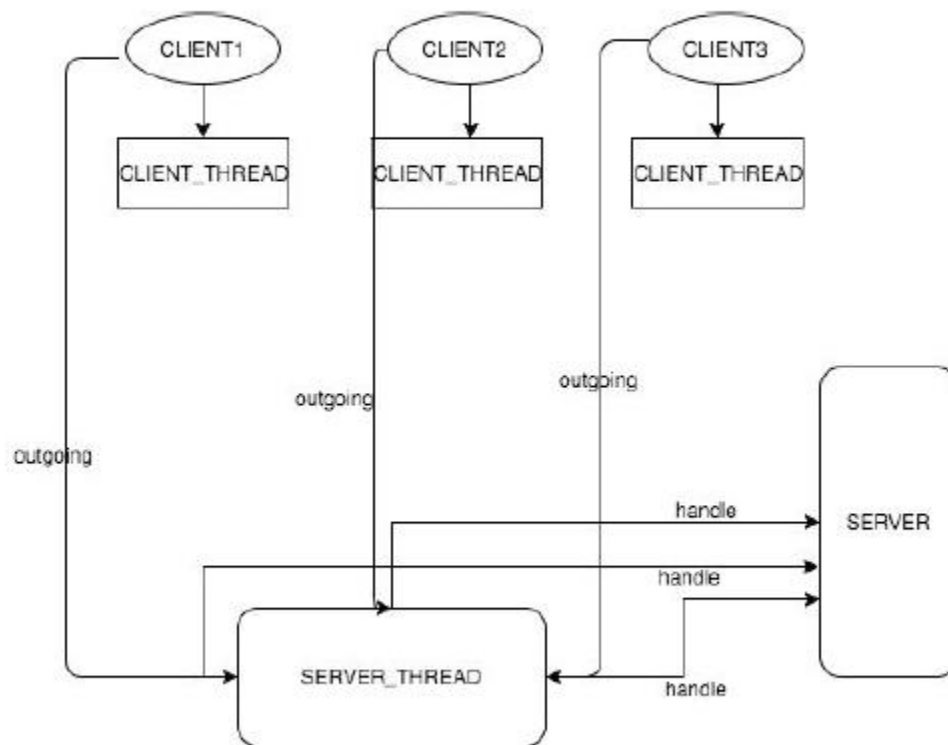 CLIENT1
CLIENT2
CLIENT3
CLIENT_THREAD
CLIENT_THREAD
CLIENT_THREAD
outgoing
outgoing
outgoing
handle
SERVER
handle
SERVER_THREAD
handle